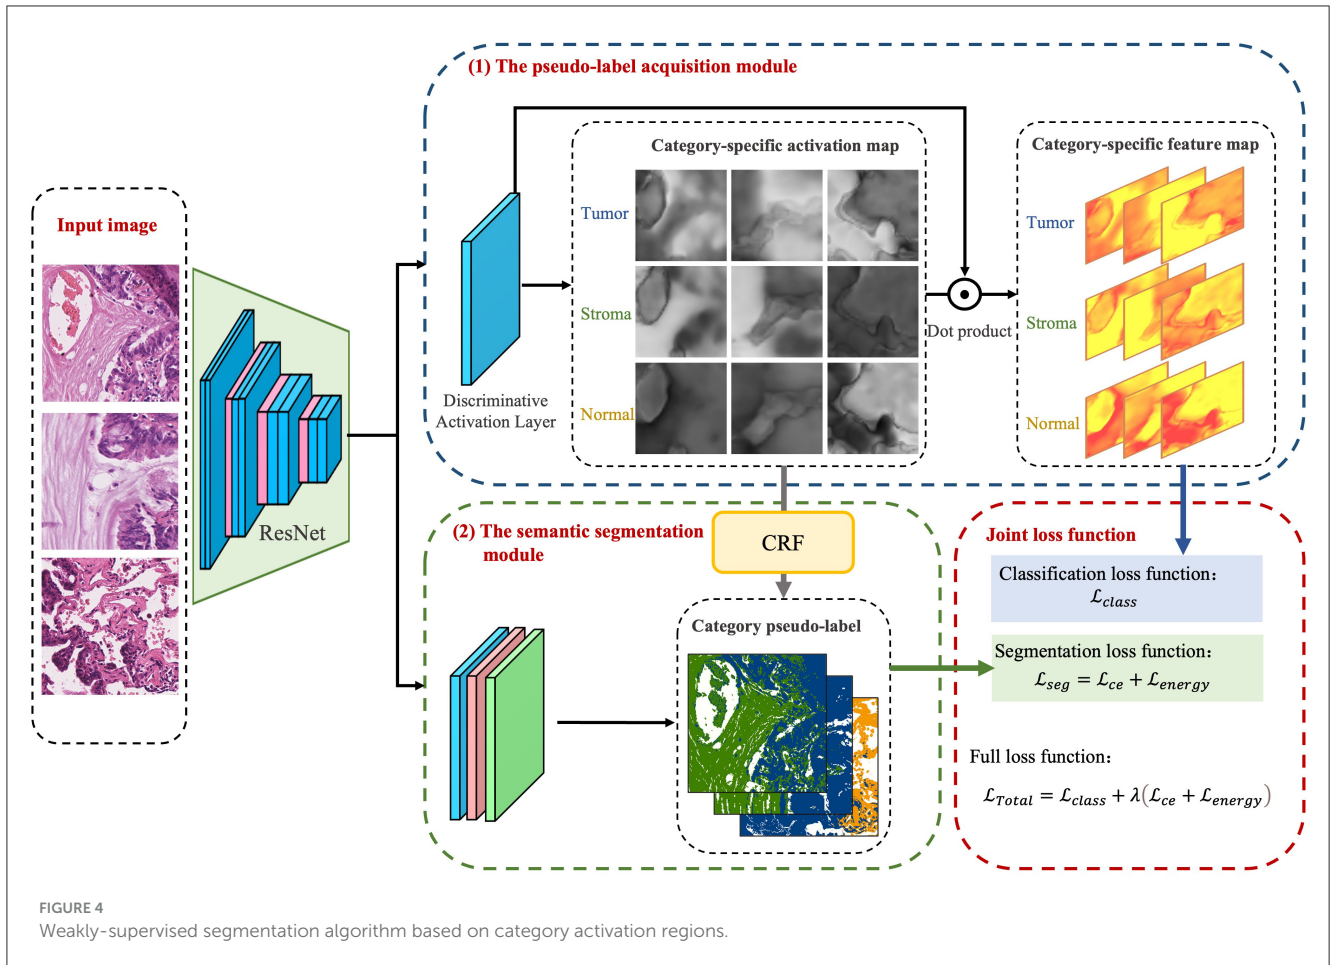 (1) The pseudo-label acquisition module
Input image
ResNet
Discriminative
Activation Layer
Category-specific activation map
Tumor
Stroma
Normal
Dot product
Category-specific feature map
Tumor
Stroma
Normal
(2) The semantic segmentation
module
CRF
Category pseudo-label
Joint loss function
Classification loss function:
ℒclass
Segmentation loss function:
ℒseg = ℒce + ℒenergy
Full loss function:
ℒTotal = ℒclass + λ(ℒce + ℒenergy)
FIGURE 4
Weakly-supervised segmentation algorithm based on category activation regions.